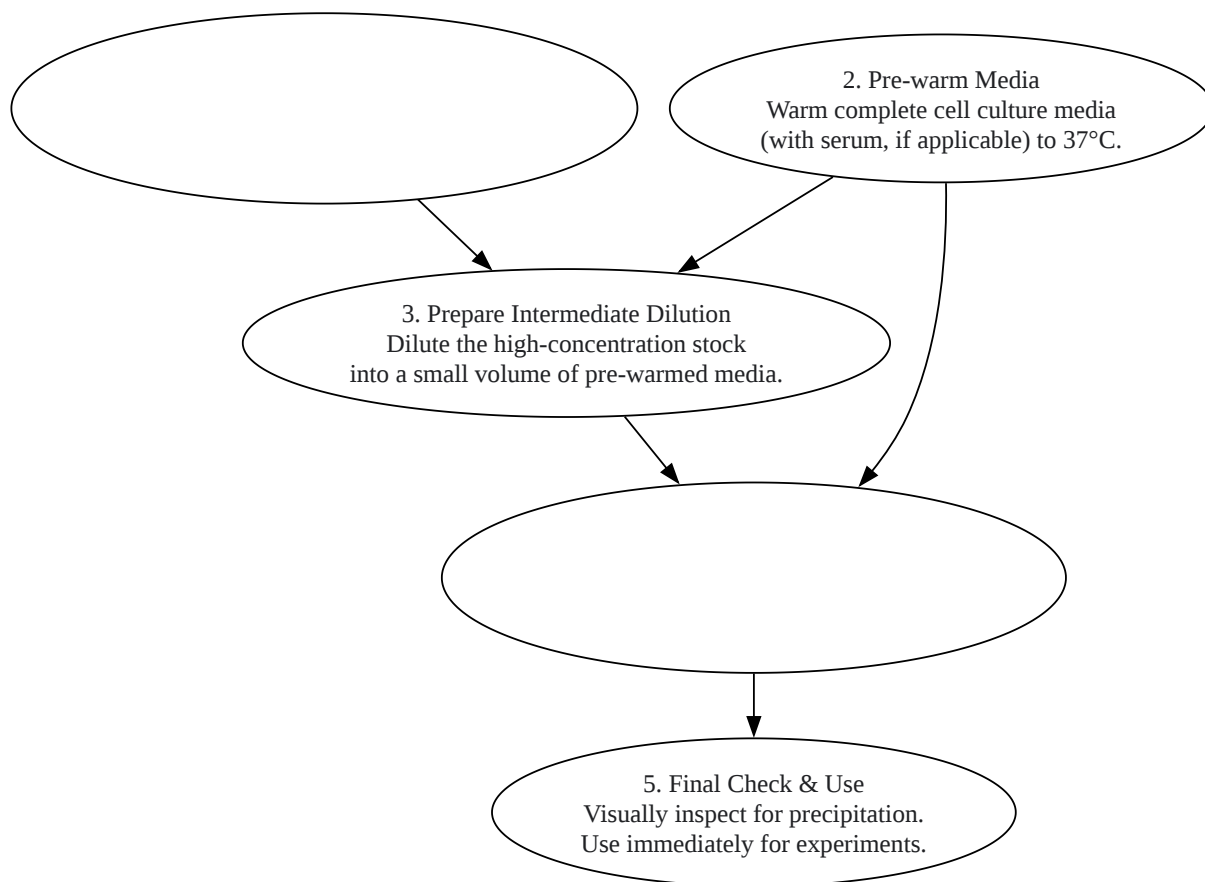 2. Pre-warm Media
Warm complete cell culture media
(with serum, if applicable) to 37°C.
3. Prepare Intermediate Dilution
Dilute the high-concentration stock
into a small volume of pre-warmed media.
5. Final Check & Use
Visually inspect for precipitation.
Use immediately for experiments.